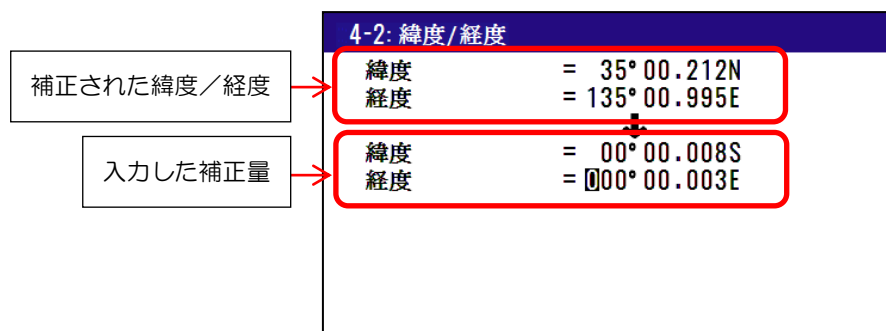 4-2: 緯度/経度
補正された緯度／経度
緯度 = 35°00.212N
経度 = 135°00.995E
入力した補正量
緯度 = 00°00.008S
経度 = 000°00.003E